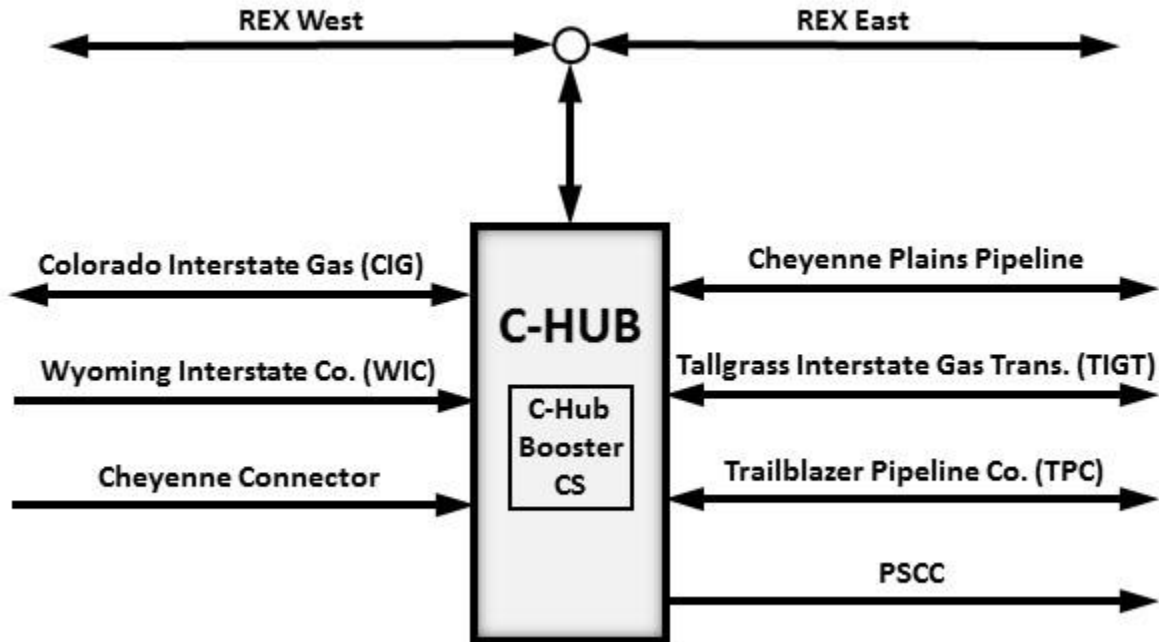 REX West
REX East
Colorado Interstate Gas (CIG)
Cheyenne Plains Pipeline
C-HUB
Wyoming Interstate Co. (WIC)
Tallgrass Interstate Gas Trans. (TIGT)
C-Hub
Booster
CS
Cheyenne Connector
Trailblazer Pipeline Co. (TPC)
PSCC